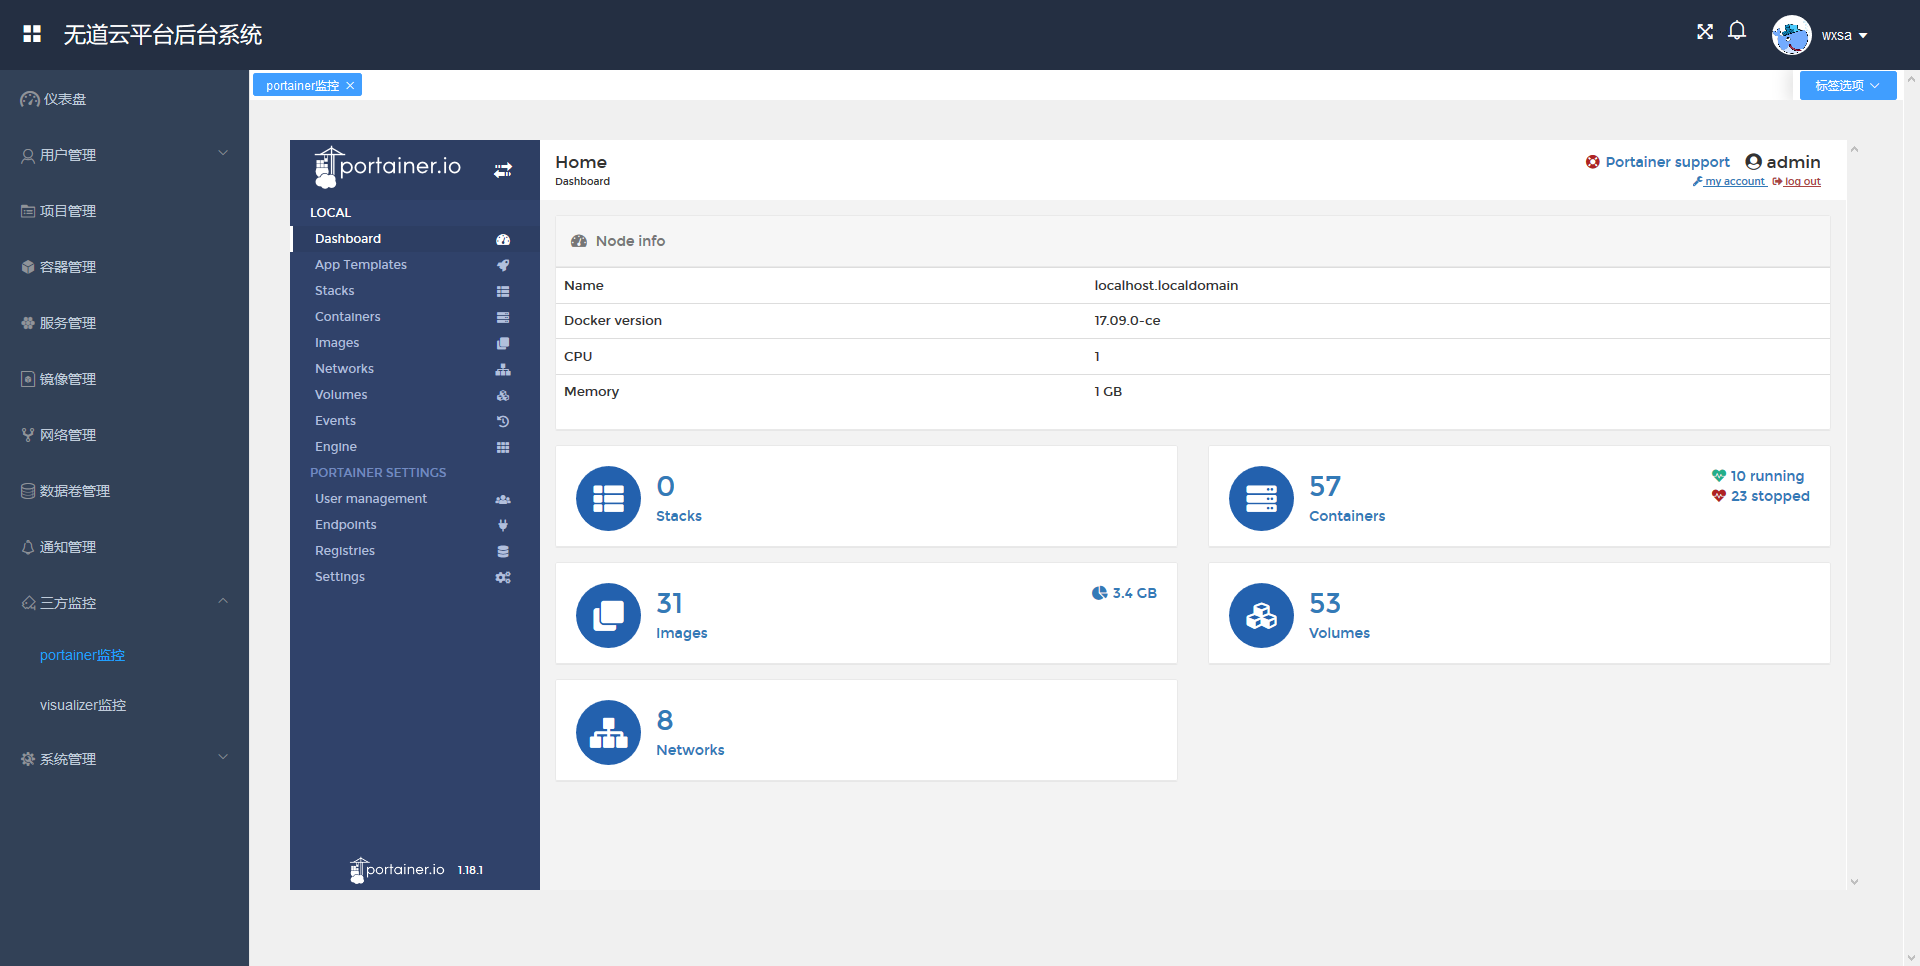 无道云平台后台系统
wxsa
仪表盘
用户管理
项目管理
容器管理
服务管理
镜像管理
网络管理
数据卷管理
通知管理
三方监控
portainer监控
visualizer监控
系统管理
portainer监控
标签选项
portainer.io
LOCAL
Dashboard
App Templates
Stacks
Containers
Images
Networks
Volumes
Events
Engine
PORTAINER SETTINGS
User management
Endpoints
Registries
Settings
portainer.io 1.18.1
Home
Dashboard
Portainer support admin
my account log out
Node info
Name localhost.localdomain
Docker version 17.09.0-ce
CPU 1
Memory 1 GB
0
Stacks
57
Containers
10 running
23 stopped
31
Images
3.4 GB
53
Volumes
8
Networks